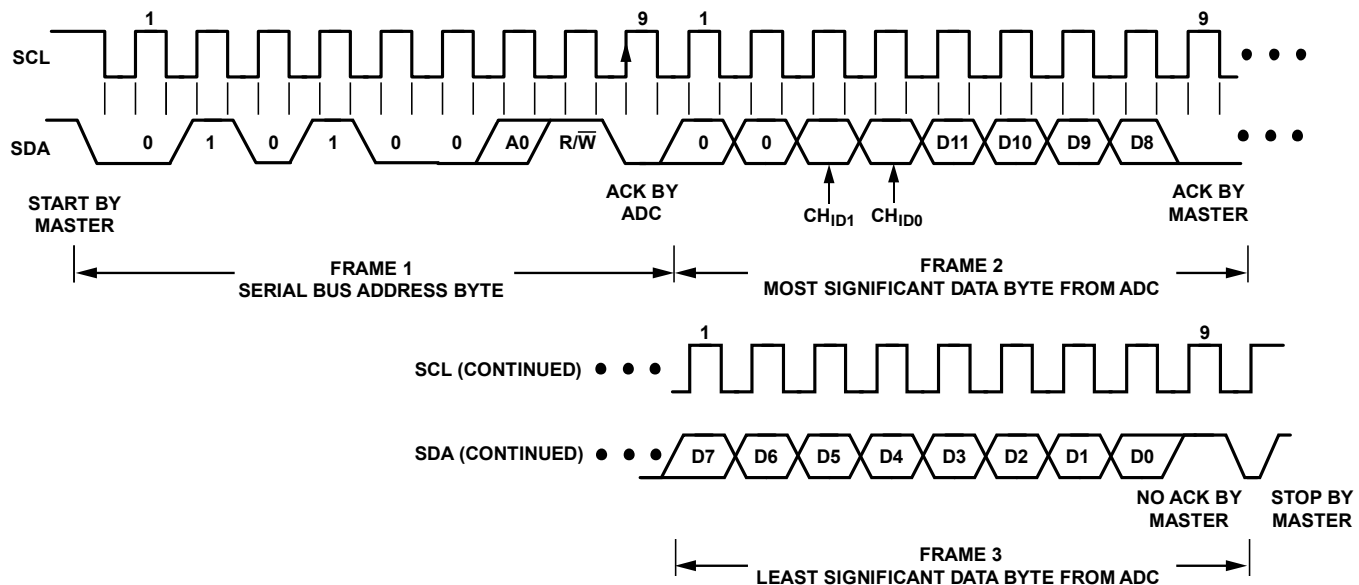 1 9 1 9
SCL
SDA
0 1 0 1 0 0 A0 R/W̅ 0 0 D11 D10 D9 D8
START BY
MASTER
ACK BY
ADC
CHID1 CHID0
ACK BY
MASTER
FRAME 1
SERIAL BUS ADDRESS BYTE
FRAME 2
MOST SIGNIFICANT DATA BYTE FROM ADC
1 9
SCL (CONTINUED)
SDA (CONTINUED)
D7 D6 D5 D4 D3 D2 D1 D0
NO ACK BY
MASTER
STOP BY
MASTER
FRAME 3
LEAST SIGNIFICANT DATA BYTE FROM ADC